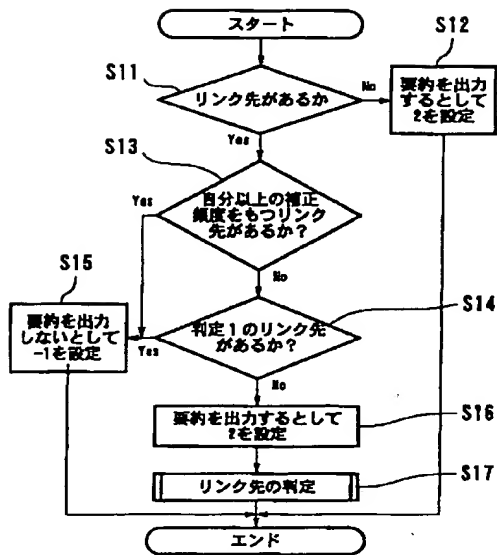 スタート
S11
リンク先があるか
No
S12
要約を出力
するとして
2を設定
Yes
S13
Yes
自分以上の補正
頻度をもつリンク
先があるか?
No
S15
要約を出力
しないとして
-1を設定
S14
判定1のリンク先
があるか?
Yes
No
S16
要約を出力するとして
2を設定
S17
リンク先の判定
エンド